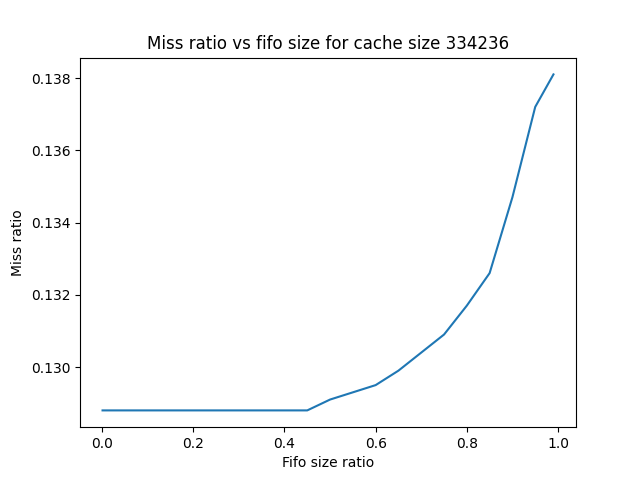 Miss ratio vs fifo size for cache size 334236
0.138
0.136
0.134
0.132
0.130
Miss ratio
0.0 0.2 0.4 0.6 0.8 1.0
Fifo size ratio